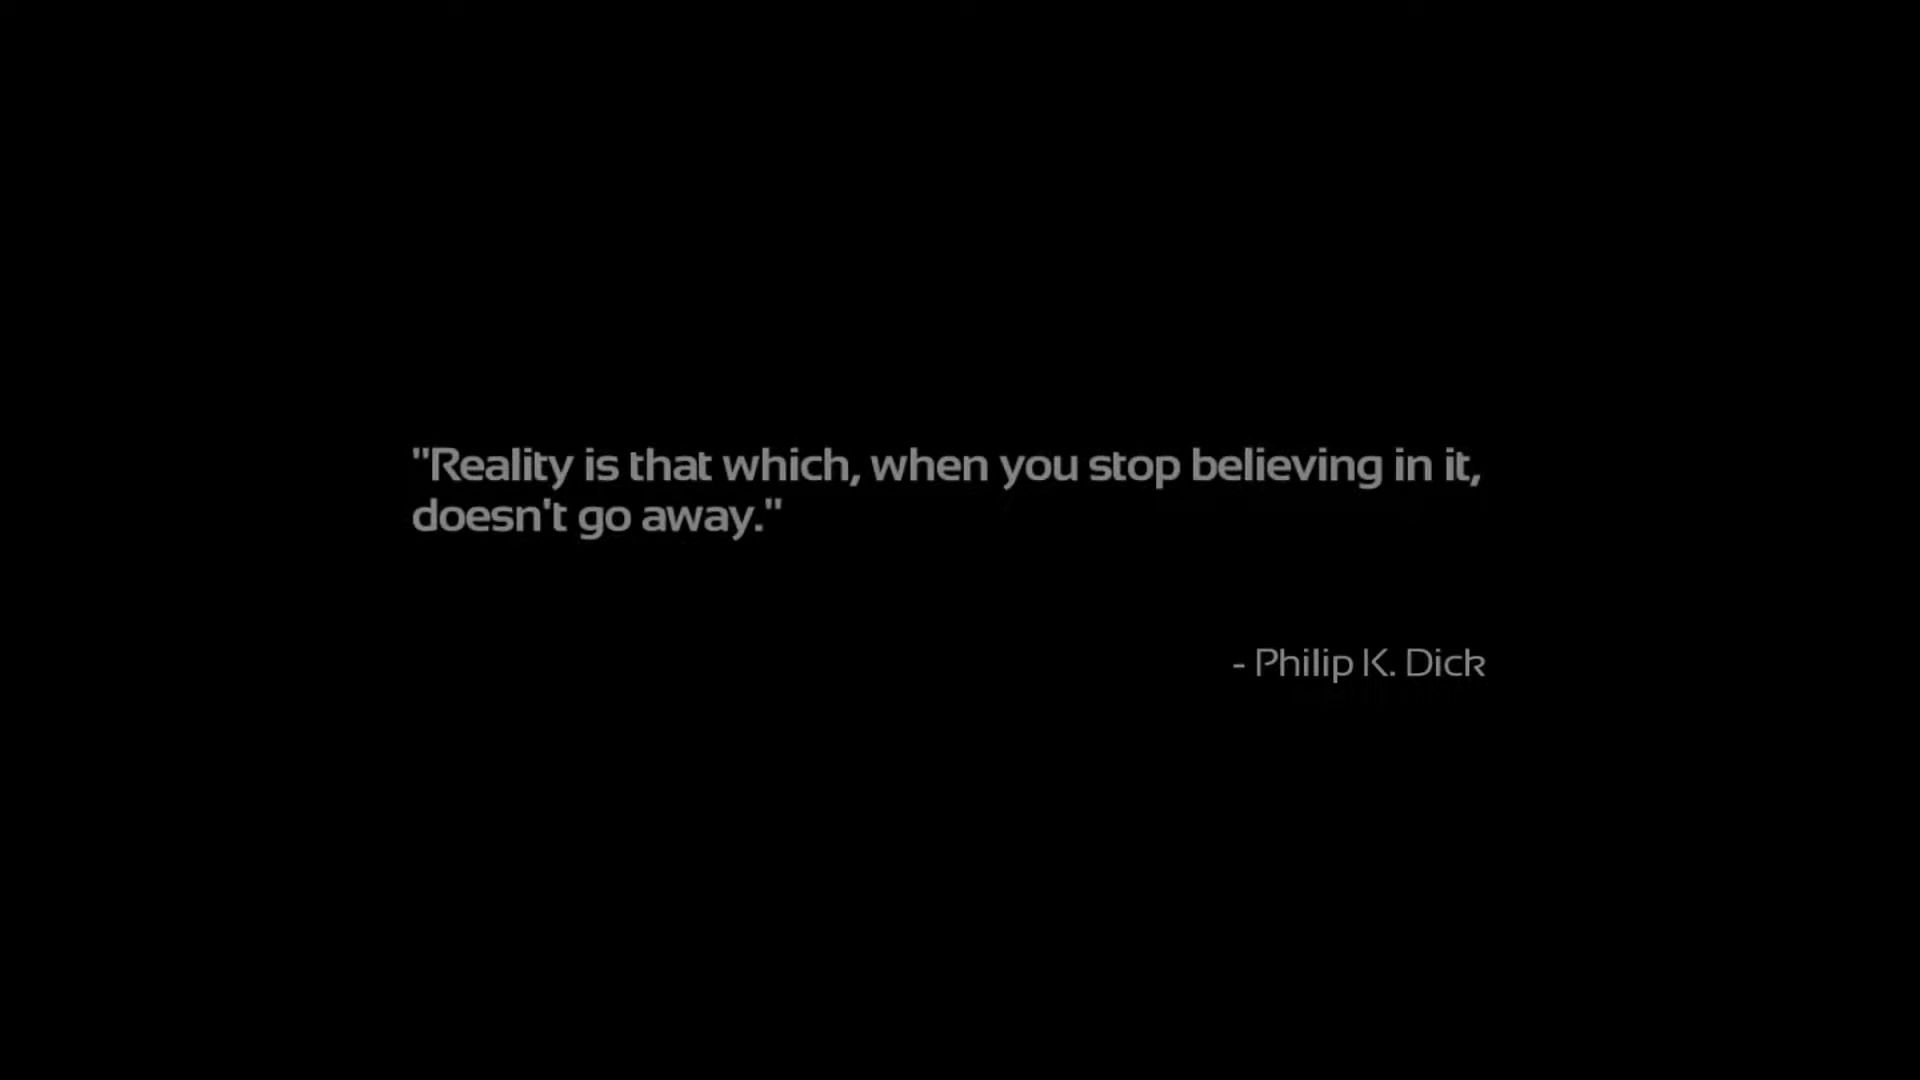 "Reality is that which, when you stop believing in it,
doesn't go away."
- Philip K. Dick